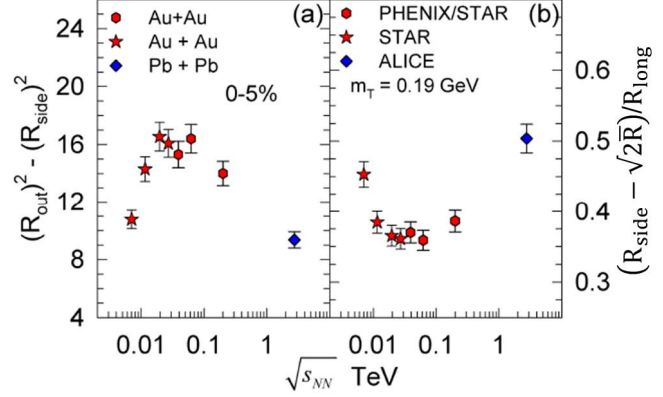 (a)
Au+Au
Au + Au
Pb + Pb
0-5%
24
20
16
12
8
4
(R_out)^2 - (R_side)^2
0.01 0.1 1
(b)
PHENIX/STAR
STAR
ALICE
m_T = 0.19 GeV
0.6
0.5
0.4
0.3
(R_side − √2R̅)/R_long
0.01 0.1 1
√s_NN TeV